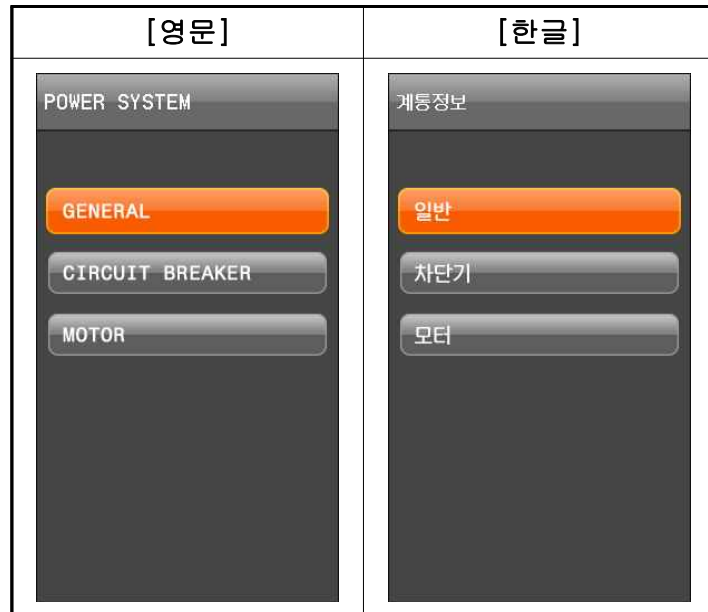 [영문]
[한글]
POWER SYSTEM
GENERAL
CIRCUIT BREAKER
MOTOR
계통정보
일반
차단기
모터